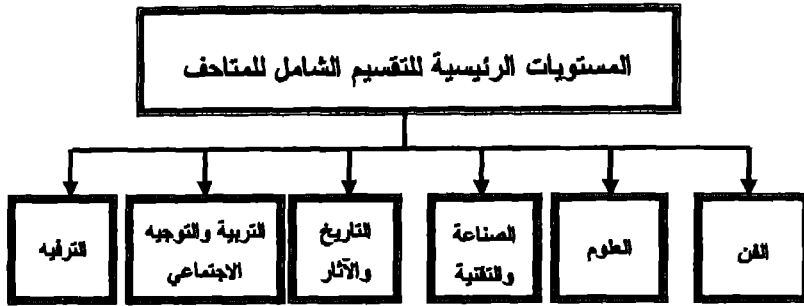 المستويات الرئيسية للتقسيم الشامل للمتاحف
الفن
العلوم
الصناعة
والتقنية
التاريخ
والآثار
التربية والتوجيه
الاجتماعي
الترفيه